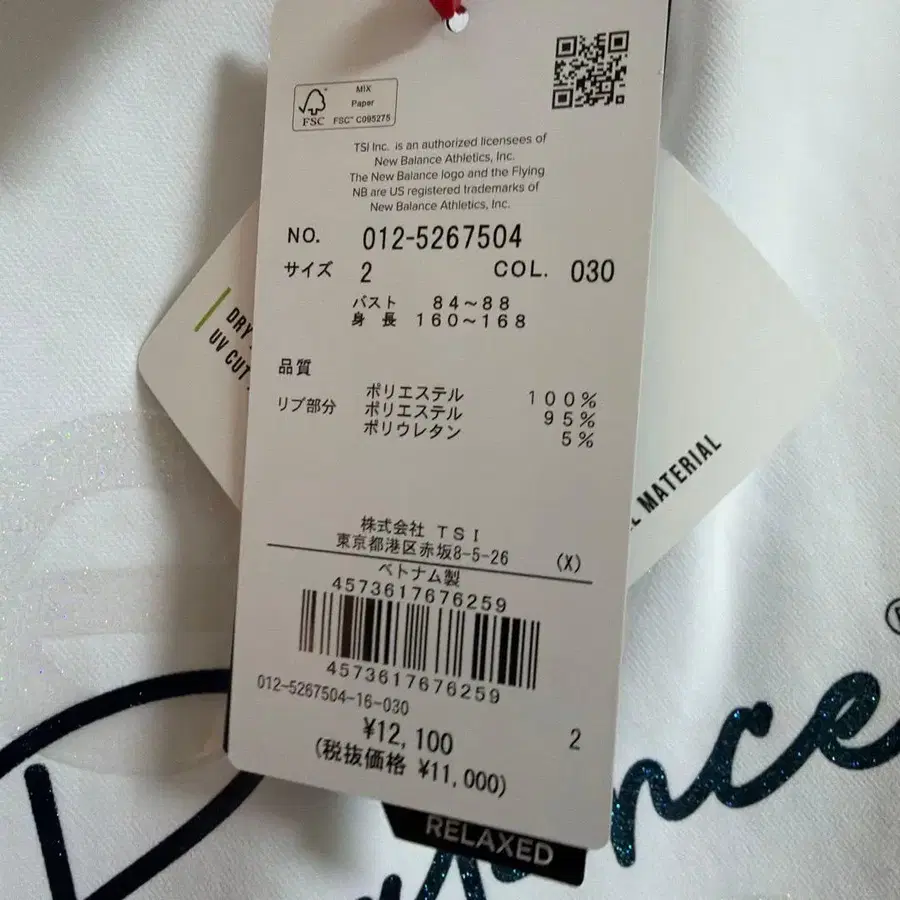 MIX
Paper
FSC
FSC™ C095275
TSI Inc. is an authorized licensees of
New Balance Athletics, Inc.
The New Balance logo and the Flying
NB are US registered trademarks of
New Balance Athletics, Inc.
NO. 012-5267504
サイズ 2 COL. 030
バスト 84～88
身 長 160～168
DRY
UV CUT
品質
ポリエステル 100%
リブ部分 ポリエステル 95%
ポリウレタン 5%
MATERIAL
株式会社 TSI
東京都港区赤坂8-5-26 (X)
ベトナム製
4573617676259
4573617676259
012-5267504-16-030
¥12,100 2
(税抜価格 ¥11,000)
RELAXED